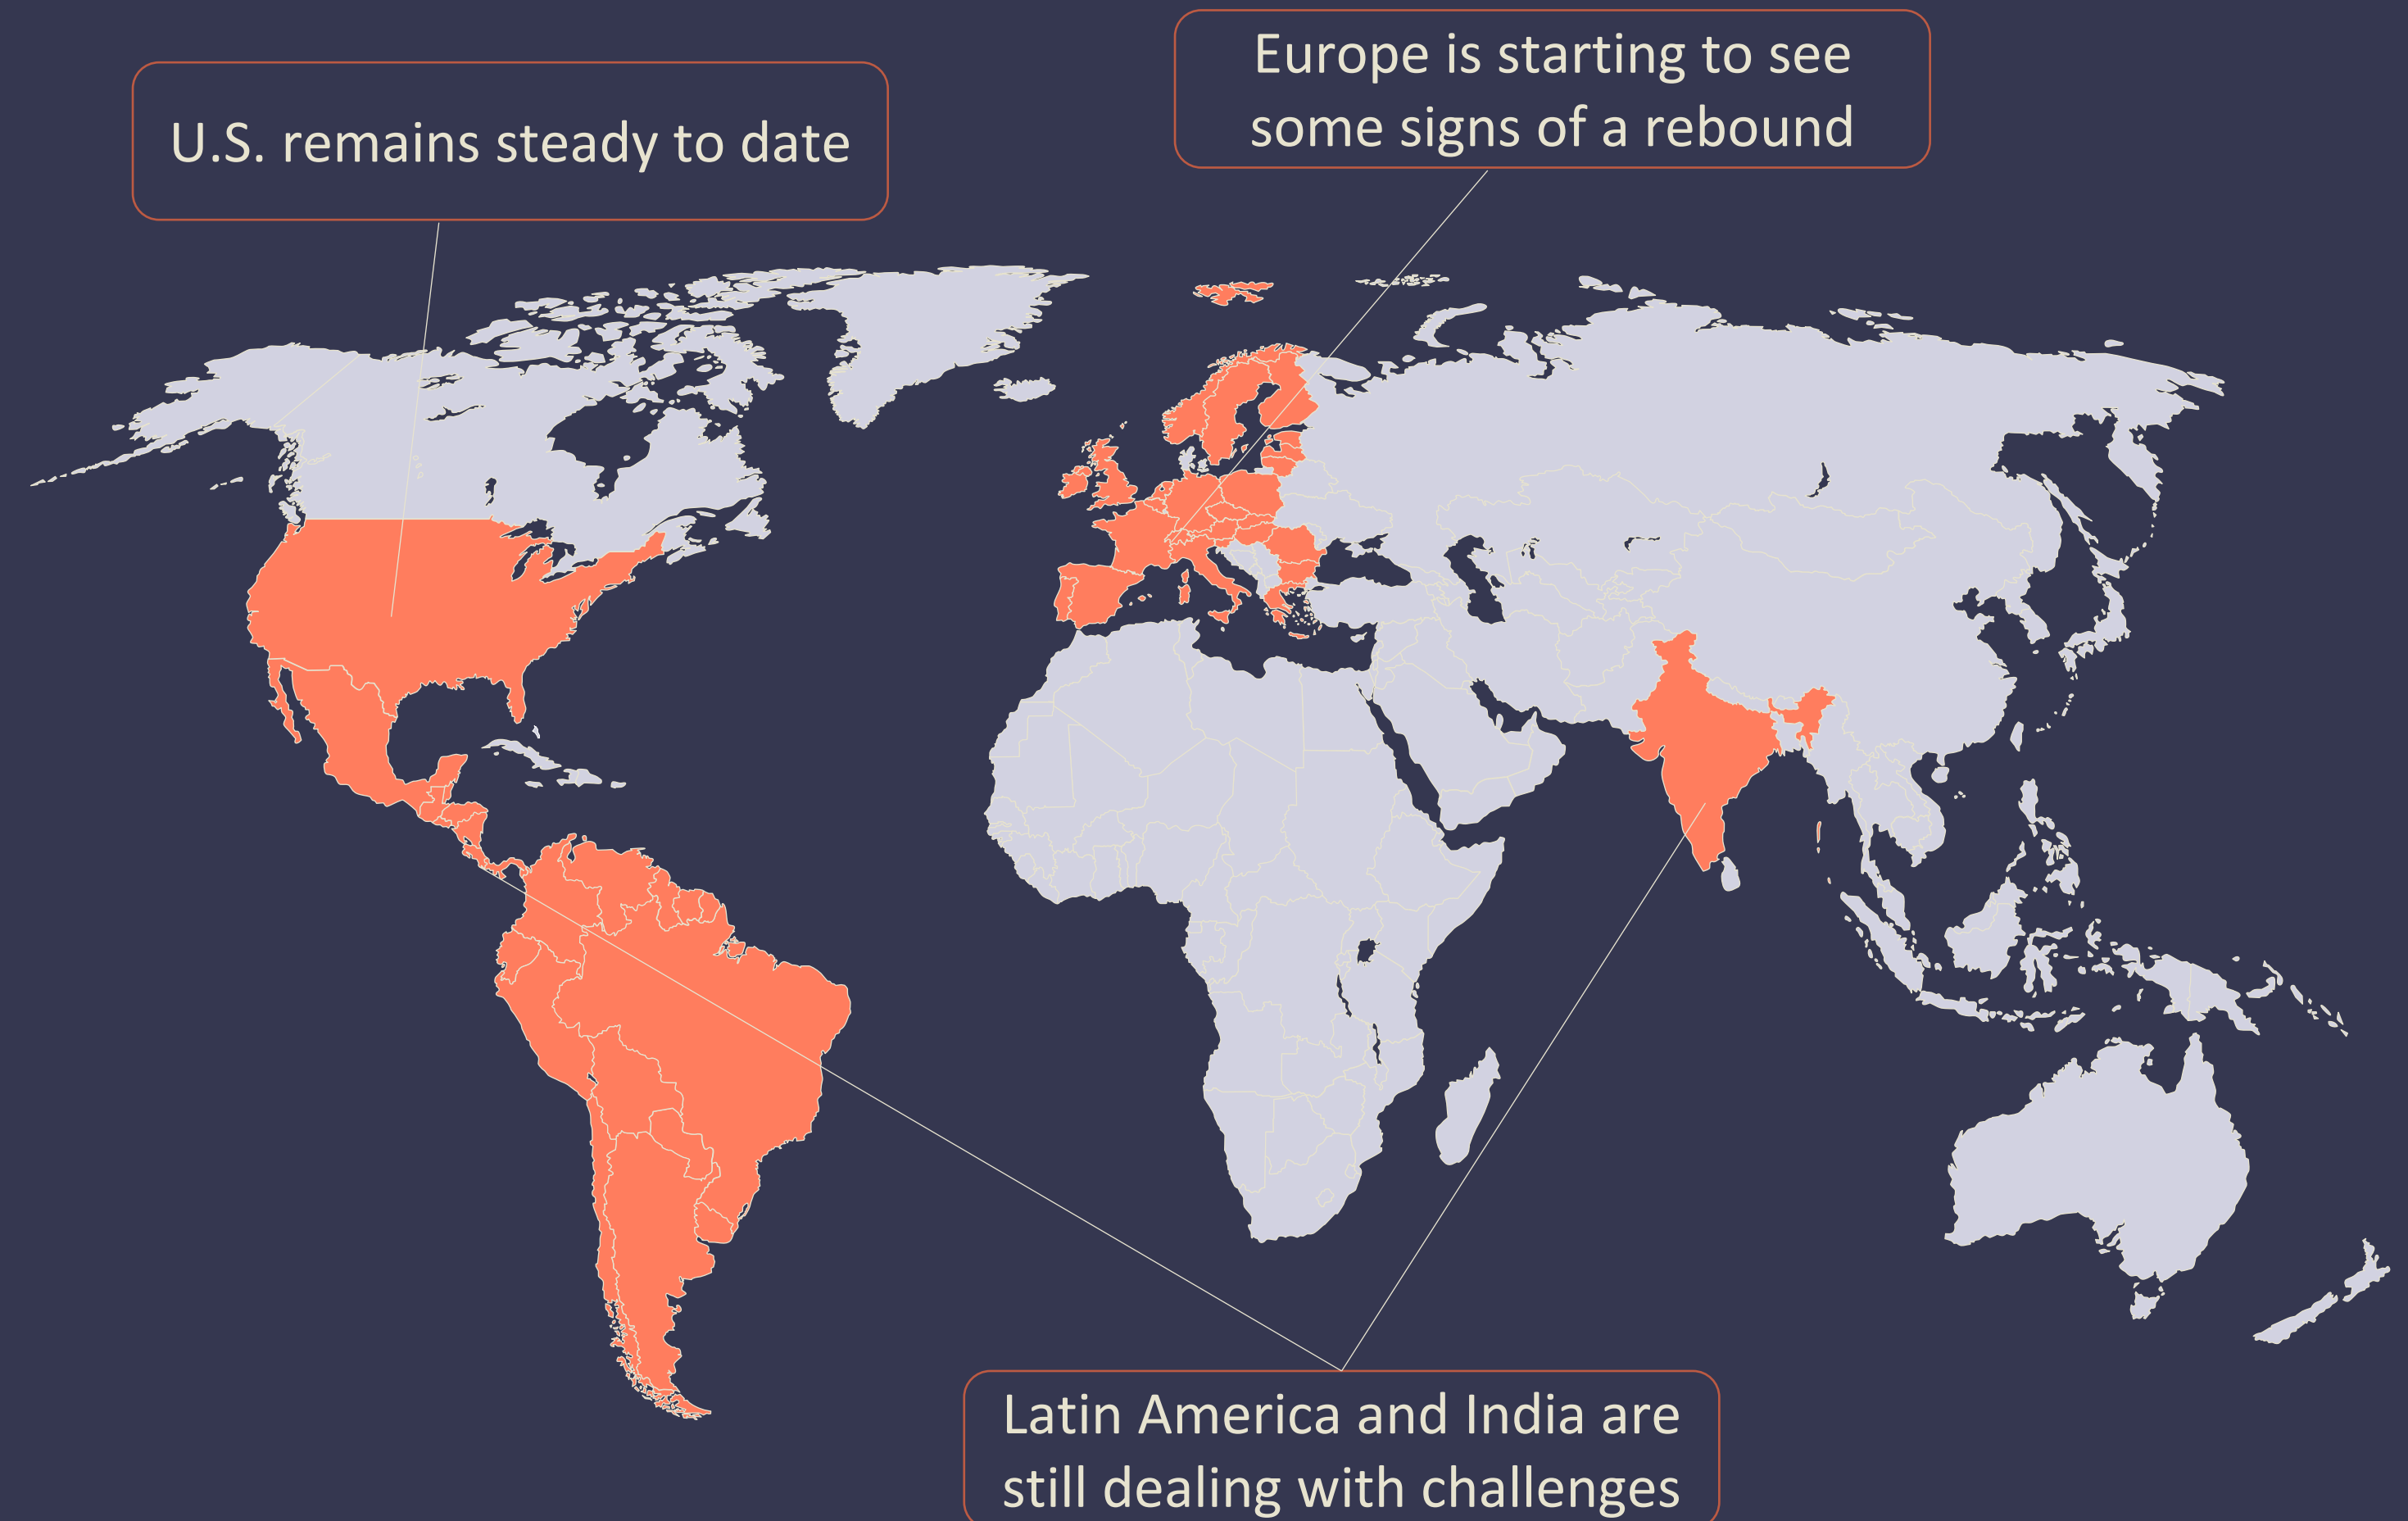 U.S. remains steady to date
Europe is starting to see
some signs of a rebound
Latin America and India are
still dealing with challenges